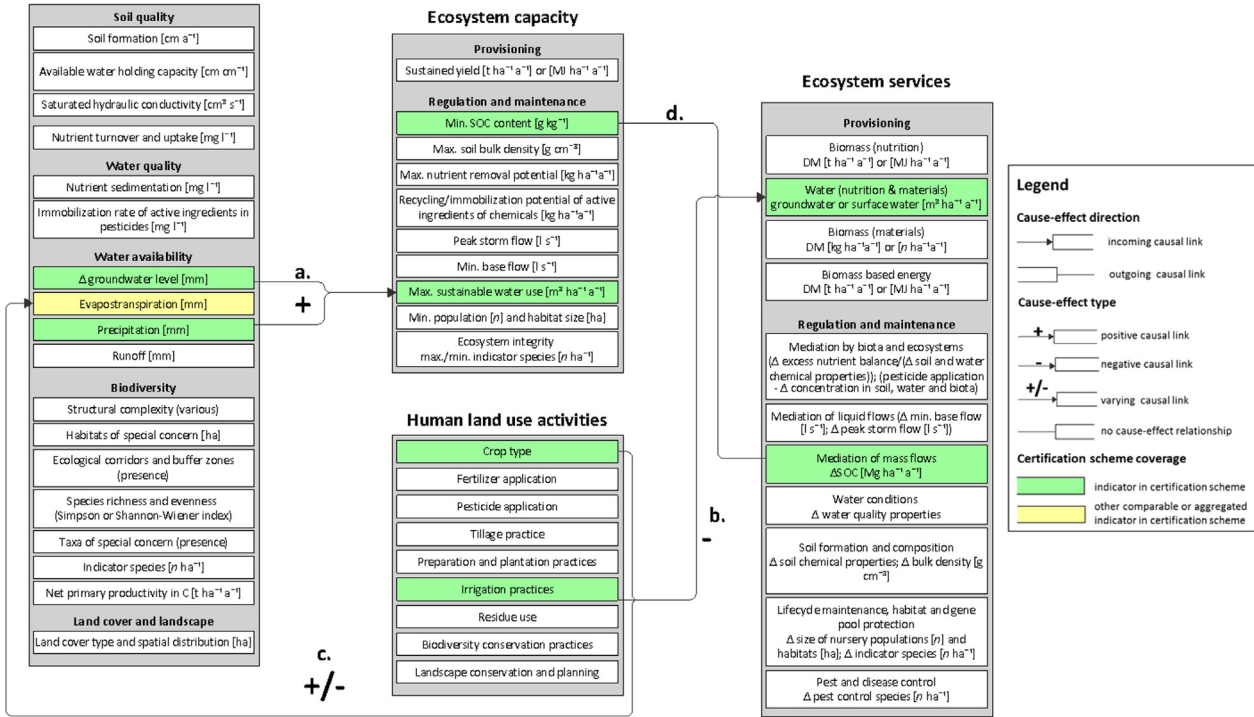 Soil quality
Soil formation [cm a⁻¹]
Available water holding capacity [cm cm⁻¹]
Saturated hydraulic conductivity [cm³ s⁻¹]
Nutrient turnover and uptake [mg l⁻¹]
Water quality
Nutrient sedimentation [mg l⁻¹]
Immobilization rate of active ingredients in
pesticides [mg l⁻¹]
Water availability
Δ groundwater level [mm]
Evapostranspiration [mm]
Precipitation [mm]
Runoff [mm]
Biodiversity
Structural complexity (various)
Habitats of special concern [ha]
Ecological corridors and buffer zones
(presence)
Species richness and evenness
(Simpson or Shannon-Wiener index)
Taxa of special concern (presence)
Indicator species [n ha⁻¹]
Net primary productivity in C [t ha⁻¹ a⁻¹]
Land cover and landscape
Land cover type and spatial distribution [ha]
a.
+
c.
+/-
Ecosystem capacity
Provisioning
Sustained yield [t ha⁻¹ a⁻¹] or [MJ ha⁻¹ a⁻¹]
Regulation and maintenance
Min. SOC content [g kg⁻¹]
Max. soil bulk density [g cm⁻³]
Max. nutrient removal potential [kg ha⁻¹a⁻¹]
Recycling/immobilization potential of active
ingredients of chemicals [kg ha⁻¹a⁻¹]
Peak storm flow [l s⁻¹]
Min. base flow [l s⁻¹]
Max. sustainable water use [m³ ha⁻¹ a⁻¹]
Min. population [n] and habitat size [ha]
Ecosystem integrity
max./min. indicator species [n ha⁻¹]
Human land use activities
Crop type
Fertilizer application
Pesticide application
Tillage practice
Preparation and plantation practices
Irrigation practices
Residue use
Biodiversity conservation practices
Landscape conservation and planning
d.
b.
-
Ecosystem services
Provisioning
Biomass (nutrition)
DM [t ha⁻¹ a⁻¹] or [MJ ha⁻¹ a⁻¹]
Water (nutrition & materials)
groundwater or surface water [m³ ha⁻¹ a⁻¹]
Biomass (materials)
DM [kg ha⁻¹a⁻¹] or [n ha⁻¹a⁻¹]
Biomass based energy
DM [t ha⁻¹ a⁻¹] or [MJ ha⁻¹ a⁻¹]
Regulation and maintenance
Mediation by biota and ecosystems
(Δ excess nutrient balance/(Δ soil and water
chemical properties)); (pesticide application
- Δ concentration in soil, water and biota)
Mediation of liquid flows (Δ min. base flow
[l s⁻¹]; Δ peak storm flow [l s⁻¹])
Mediation of mass flows
ΔSOC [Mg ha⁻¹ a⁻¹]
Water conditions
Δ water quality properties
Soil formation and composition
Δ soil chemical properties; Δ bulk density [g
cm⁻³]
Lifecycle maintenance, habitat and gene
pool protection
Δ size of nursery populations [n] and
habitats [ha]; Δ indicator species [n ha⁻¹]
Pest and disease control
Δ pest control species [n ha⁻¹]
Legend
Cause-effect direction
incoming causal link
outgoing causal link
Cause-effect type
+ positive causal link
- negative causal link
+/- varying causal link
no cause-effect relationship
Certification scheme coverage
indicator in certification scheme
other comparable or aggregated
indicator in certification scheme